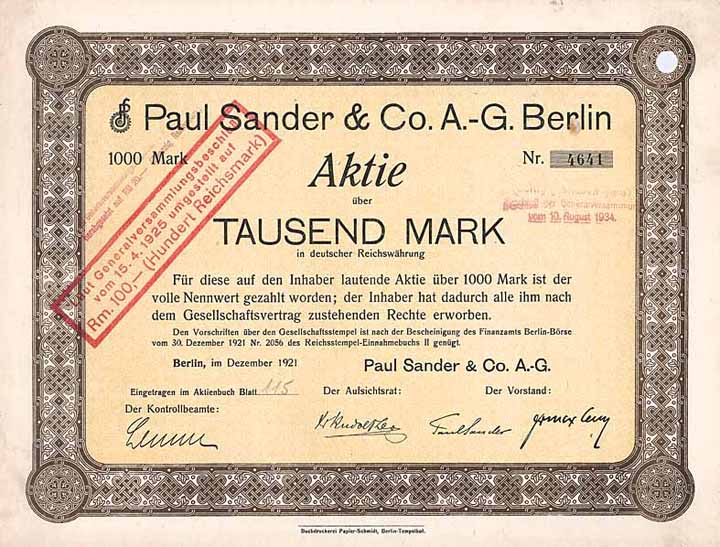 Paul Sander & Co. A.-G. Berlin
1000 Mark
Nr. 4641
Aktie
über
TAUSEND MARK
in deutscher Reichswährung
Laut Generalversammlungsbeschluß
vom 15. 4. 1925 umgestellt auf
Rm. 100,— (Hundert Reichsmark)
der Generalversammlung
vom 10. August 1934.
Für diese auf den Inhaber lautende Aktie über 1000 Mark ist der
volle Nennwert gezahlt worden; der Inhaber hat dadurch alle ihm nach
dem Gesellschaftsvertrag zustehenden Rechte erworben.
Den Vorschriften über den Gesellschaftsstempel ist nach der Bescheinigung des Finanzamts Berlin-Börse
vom 30. Dezember 1921 Nr. 2056 des Reichsstempel-Einnahmebuchs II genügt.
Berlin, im Dezember 1921
Paul Sander & Co. A.-G.
Eingetragen im Aktienbuch Blatt 115
Der Aufsichtsrat:
Der Vorstand:
Der Kontrollbeamte:
Paul Sander
Buchdruckerei Papier-Schmidt, Berlin-Tempelhof.